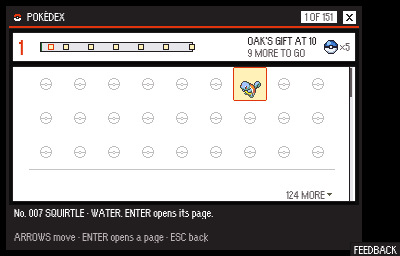 POKéDEX
1 OF 151
X
1
OAK'S GIFT AT 10
9 MORE TO GO
×5
124 MORE
No. 007 SQUIRTLE · WATER. ENTER opens its page.
ARROWS move · ENTER opens a page · ESC back
FEEDBACK